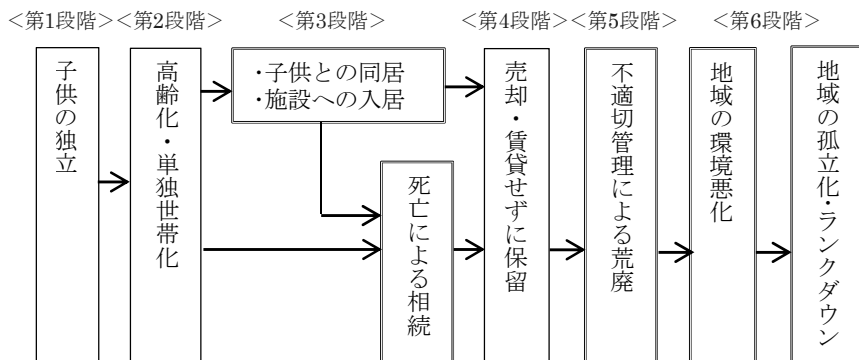 <第1段階><第2段階> <第3段階> <第4段階><第5段階> <第6段階>
子供の独立
高齢化・単独世帯化
・子供との同居
・施設への入居
死亡による相続
売却・賃貸せずに保留
不適切管理による荒廃
地域の環境悪化
地域の孤立化・ランクダウン